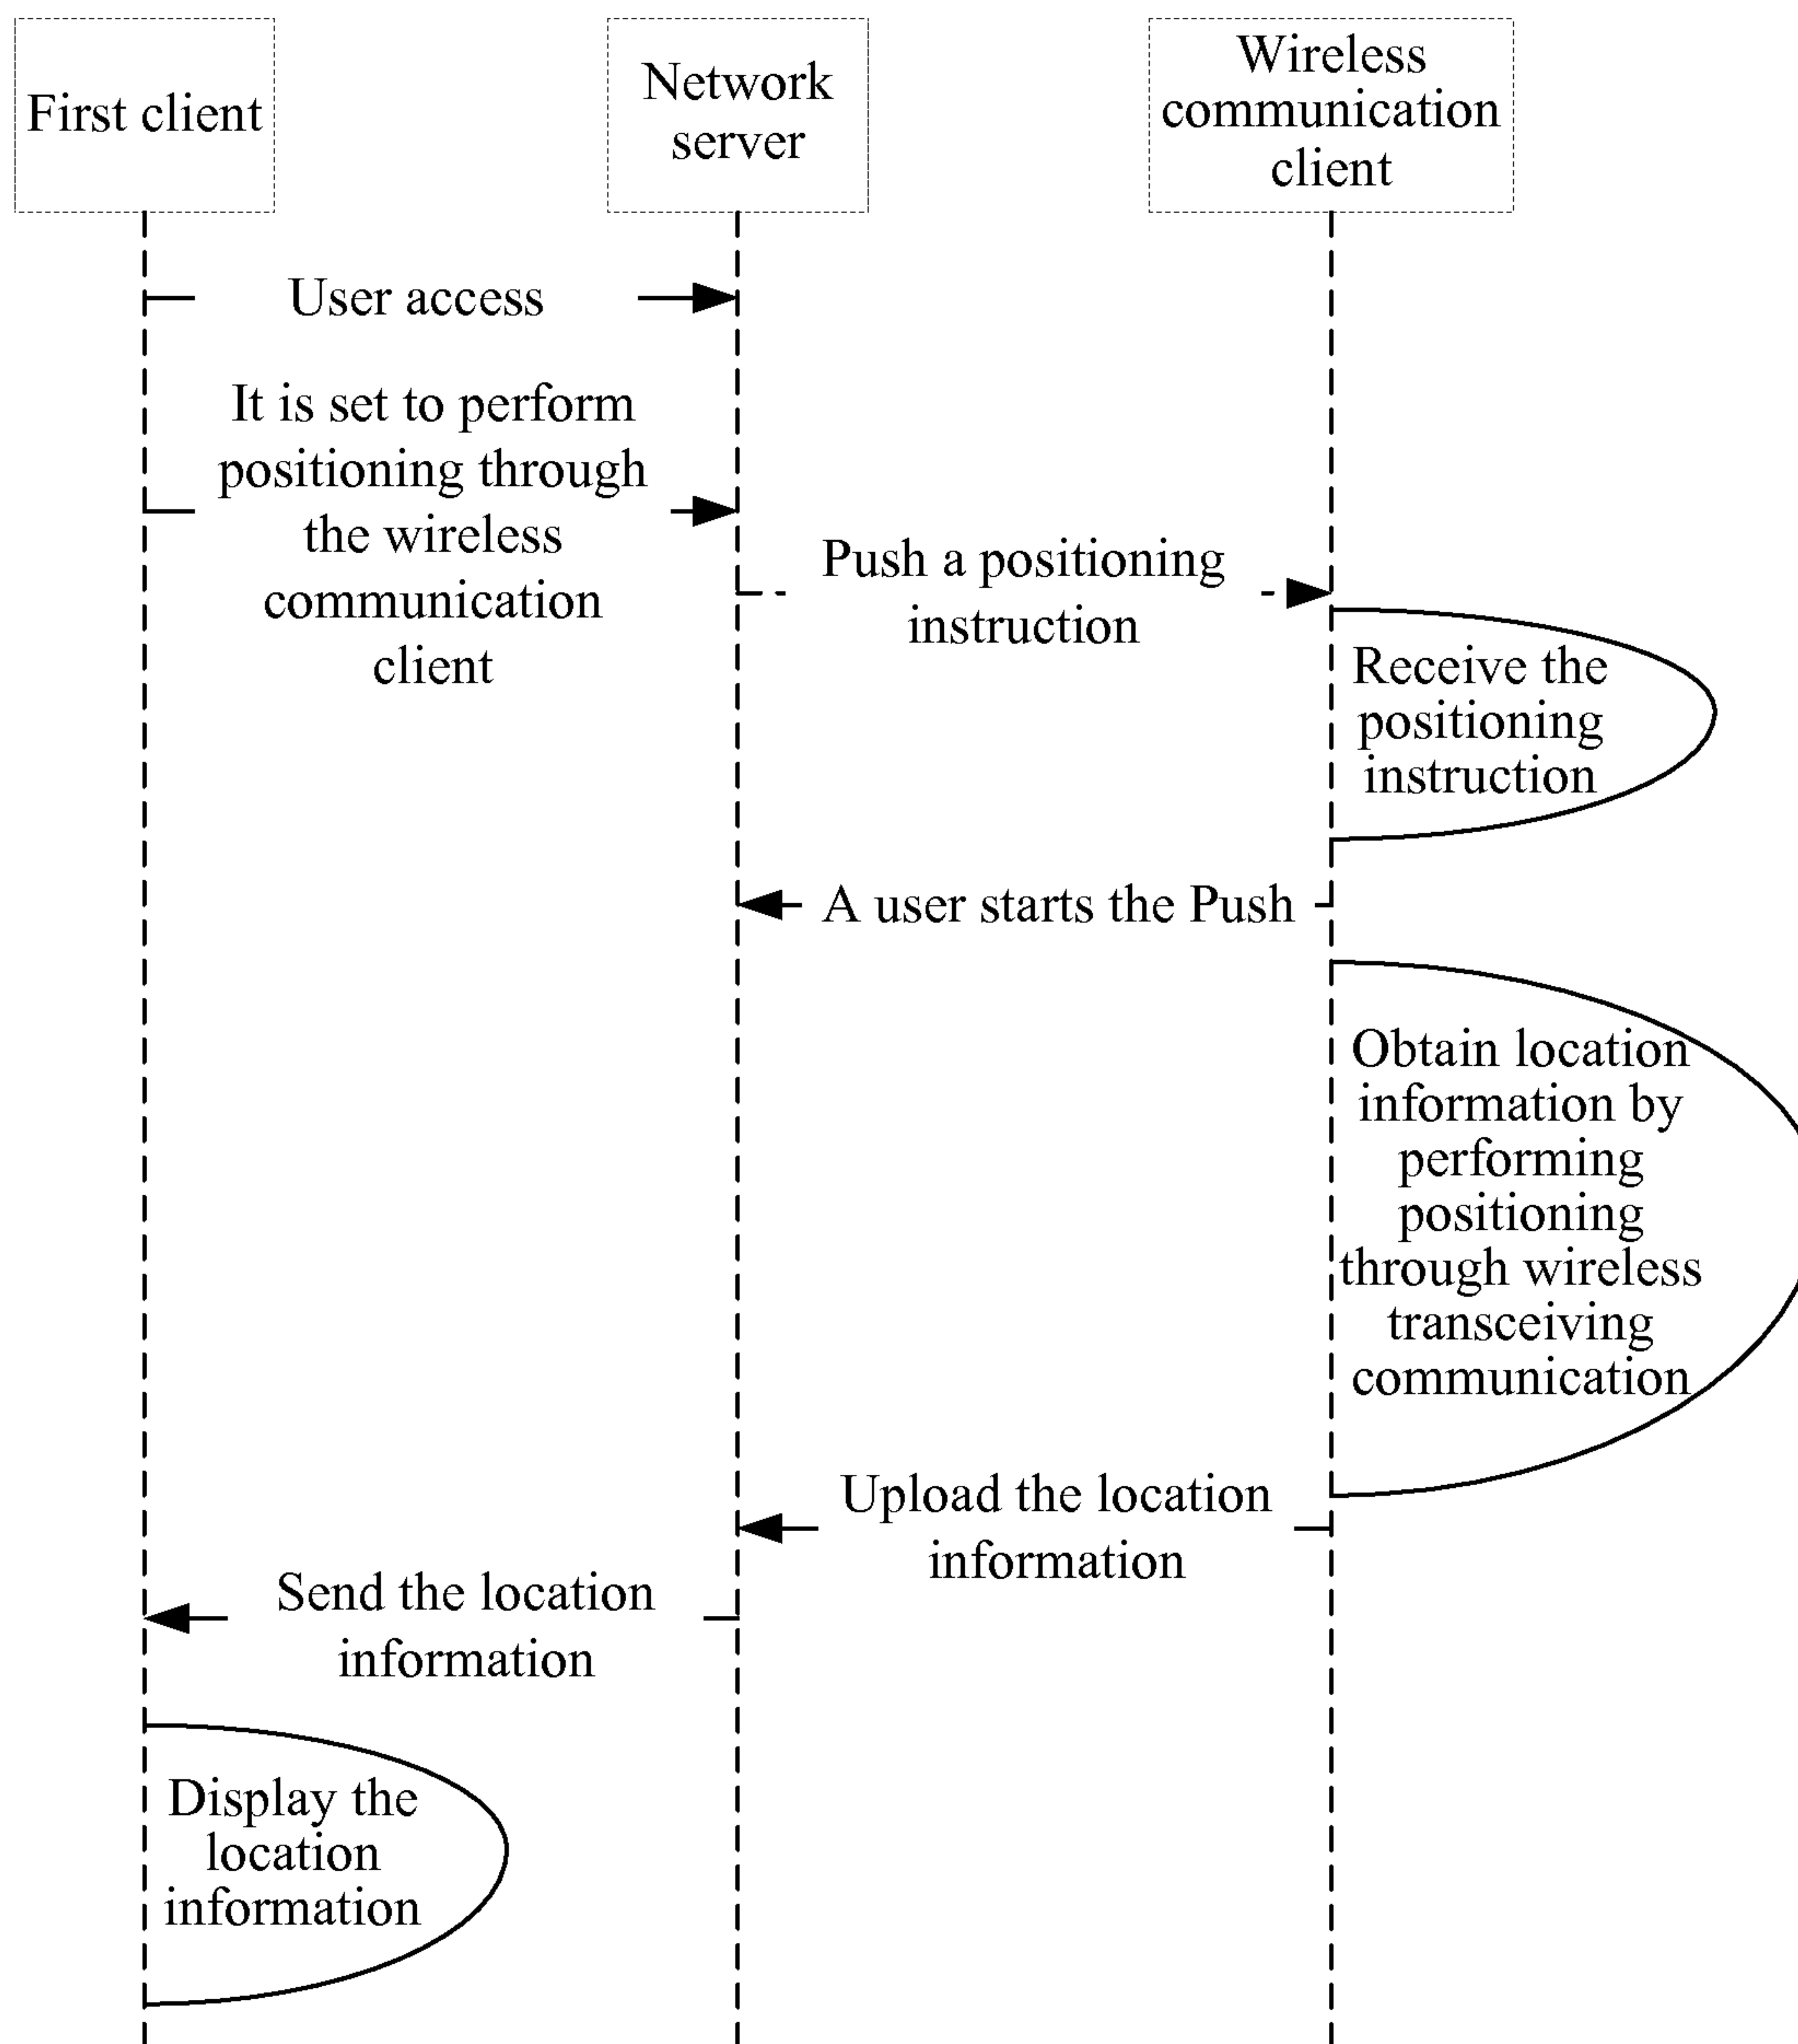 First client
Network
server
Wireless
communication
client
User access
It is set to perform
positioning through
the wireless
communication
client
Push a positioning
instruction
Receive the
positioning
instruction
A user starts the Push
Obtain location
information by
performing
positioning
through wireless
transceiving
communication
Upload the location
information
Send the location
information
Display the
location
information